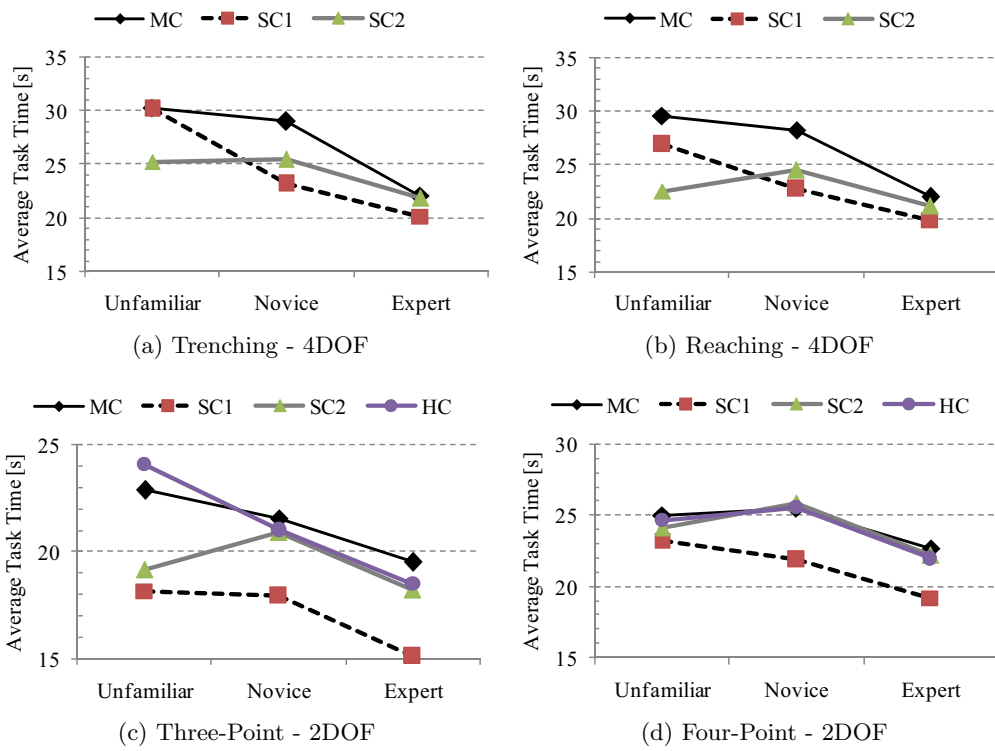 MC SC1 SC2
Average Task Time [s]
35
30
25
20
15
Unfamiliar Novice Expert
(a) Trenching - 4DOF
MC SC1 SC2
Average Task Time [s]
35
30
25
20
15
Unfamiliar Novice Expert
(b) Reaching - 4DOF
MC SC1 SC2 HC
Average Task Time [s]
25
20
15
Unfamiliar Novice Expert
(c) Three-Point - 2DOF
MC SC1 SC2 HC
Average Task Time [s]
30
25
20
15
Unfamiliar Novice Expert
(d) Four-Point - 2DOF